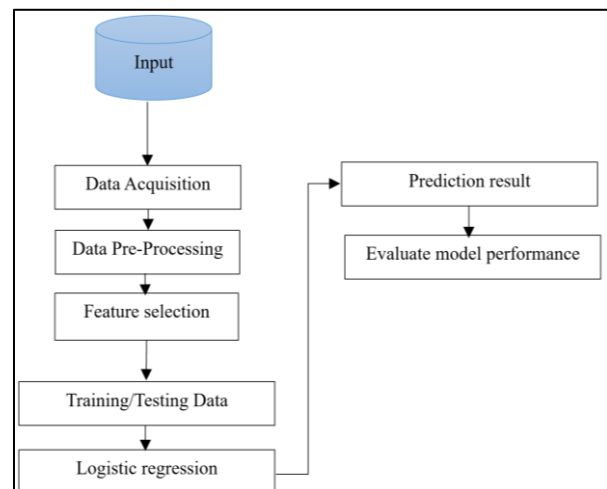 Input
Data Acquisition
Data Pre-Processing
Feature selection
Training/Testing Data
Logistic regression
Prediction result
Evaluate model performance